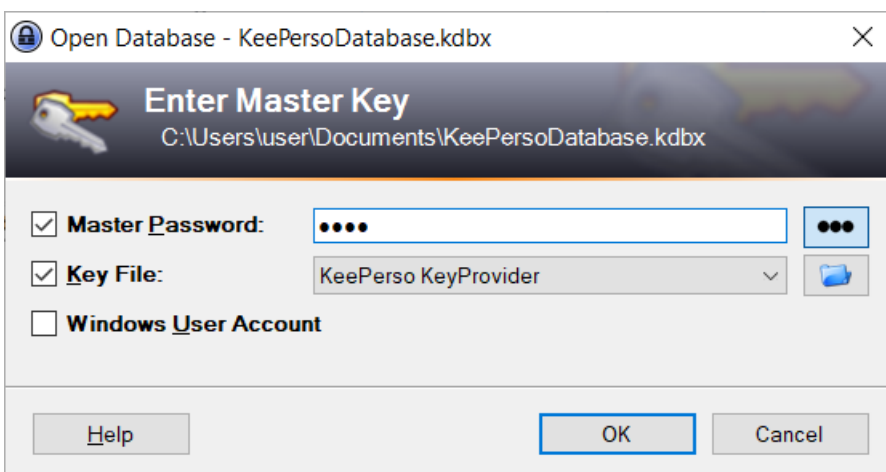 Open Database - KeePersoDatabase.kdbx
Enter Master Key
C:\Users\user\Documents\KeePersoDatabase.kdbx
Master Password: ●●●● ●●●
Key File: KeePerso KeyProvider
Windows User Account
Help OK Cancel